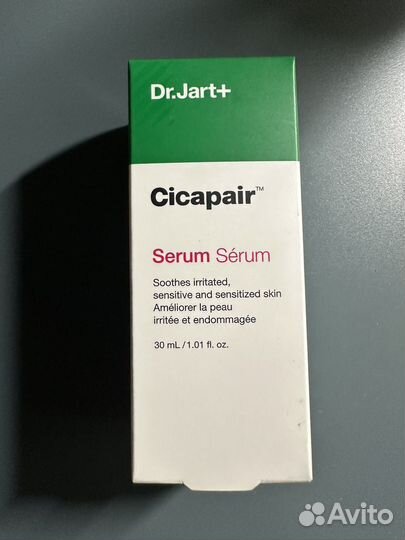 Dr.Jart+
Cicapair™
Serum Sérum
Soothes irritated,
sensitive and sensitized skin
Améliorer la peau
irritée et endommagée
30 mL/1.01 fl. oz.
Avito